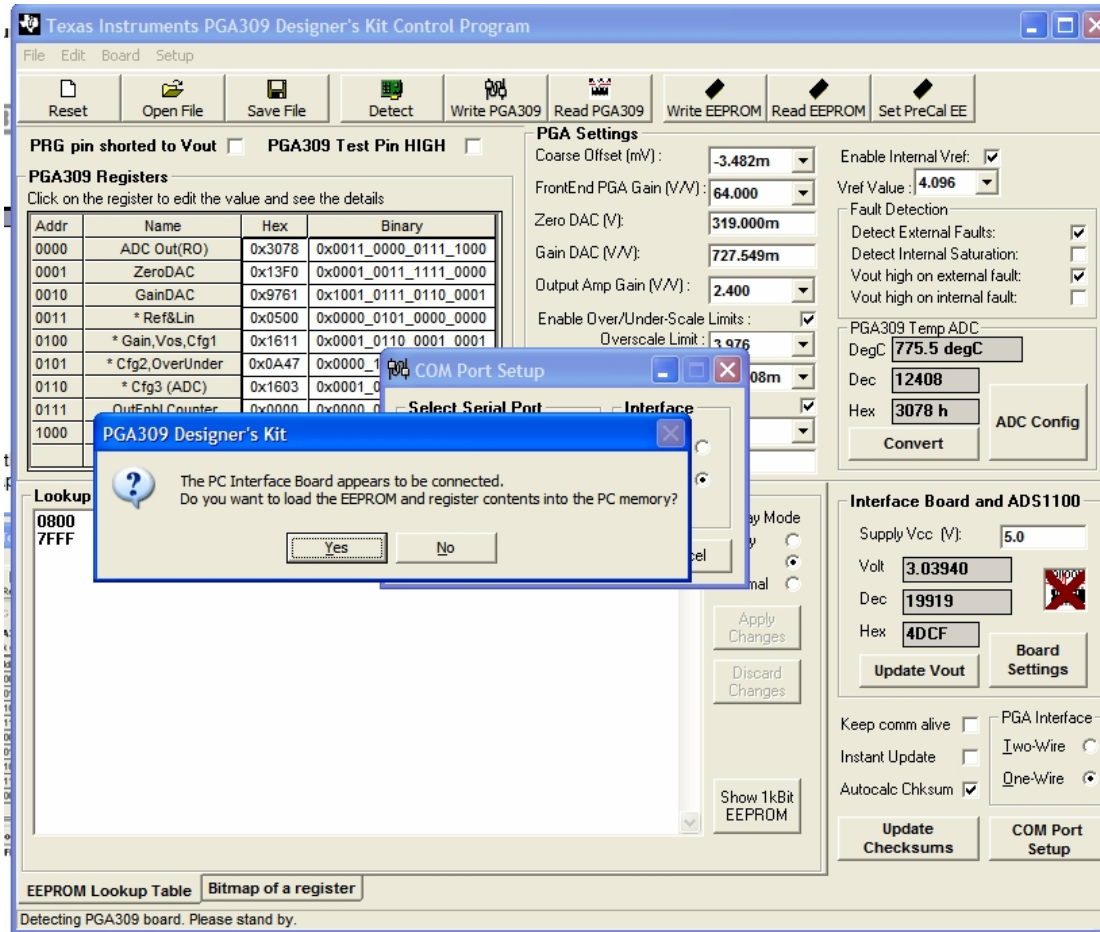 Texas Instruments PGA309 Designer's Kit Control Program
File Edit Board Setup
Reset Open File Save File Detect Write PGA309 Read PGA309 Write EEPROM Read EEPROM Set PreCal EE
PRG pin shorted to Vout PGA309 Test Pin HIGH
PGA309 Registers
Click on the register to edit the value and see the details
Addr Name Hex Binary
0000 ADC Out(RO) 0x3078 0x0011_0000_0111_1000
0001 ZeroDAC 0x13F0 0x0001_0011_1111_0000
0010 GainDAC 0x9761 0x1001_0111_0110_0001
0011 * Ref&Lin 0x0500 0x0000_0101_0000_0000
0100 * Gain,Vos,Cfg1 0x1611 0x0001_0110_0001_0001
0101 * Cfg2,OverUnder 0x0A47 0x0000_1
0110 * Cfg3 (ADC) 0x1603 0x0001_0
0111 OutEnbl Counter 0x0000 0x0000_0
1000
PGA Settings
Coarse Offset (mV) : -3.482m
FrontEnd PGA Gain (V/V) : 64.000
Zero DAC (V): 319.000m
Gain DAC (V/V): 727.549m
Output Amp Gain (V/V) : 2.400
Enable Over/Under-Scale Limits :
Overscale Limit : 3.976
08m
Enable Internal Vref:
Vref Value : 4.096
Fault Detection
Detect External Faults:
Detect Internal Saturation:
Vout high on external fault:
Vout high on internal fault:
PGA309 Temp ADC
DegC 775.5 degC
Dec 12408
Hex 3078 h
Convert
ADC Config
COM Port Setup
Select Serial Port Interface
PGA309 Designer's Kit
The PC Interface Board appears to be connected.
Do you want to load the EEPROM and register contents into the PC memory?
Yes No
Lookup
0800
7FFF
ay Mode
y
cel
mal
Apply
Changes
Discard
Changes
Show 1kBit
EEPROM
Interface Board and ADS1100
Supply Vcc (V): 5.0
Volt 3.03940
Dec 19919
Hex 4DCF
Update Vout
Board
Settings
Keep comm alive
Instant Update
Autocalc Chksum
PGA Interface
Two-Wire
One-Wire
Update
Checksums
COM Port
Setup
EEPROM Lookup Table Bitmap of a register
Detecting PGA309 board. Please stand by.